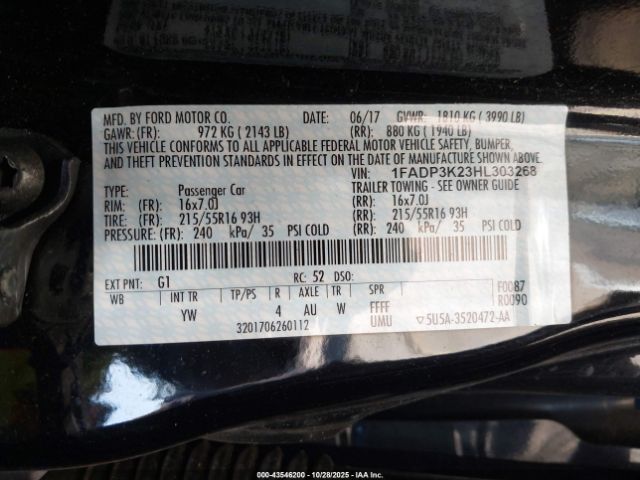 MFD. BY FORD MOTOR CO. DATE: 06/17 GVWR: 1810 KG ( 3990 LB)
GAWR: (FR): 972 KG ( 2143 LB) (RR): 880 KG ( 1940 LB)
THIS VEHICLE CONFORMS TO ALL APPLICABLE FEDERAL MOTOR VEHICLE SAFETY, BUMPER,
AND THEFT PREVENTION STANDARDS IN EFFECT ON THE DATE OF MANUFACTURE SHOWN ABOVE.
VIN: 1FADP3K23HL303268
TYPE: Passenger Car TRAILER TOWING - SEE OWNER GUIDE
RIM: (FR): 16x7.0J (RR): 16x7.0J
TIRE: (FR): 215/55R16 93H (RR): 215/55R16 93H
PRESSURE: (FR): 240 kPa/ 35 PSI COLD (RR): 240 kPa/ 35 PSI COLD
EXT PNT: G1 RC: 52 DSO:
WB INT TR TP/PS R AXLE TR SPR F0087
YW 4 AU W FFFF R0090
3201706260112 UMU ▽5U5A-3520472-AA
000-43546200 - 10/28/2025 - IAAI.COM